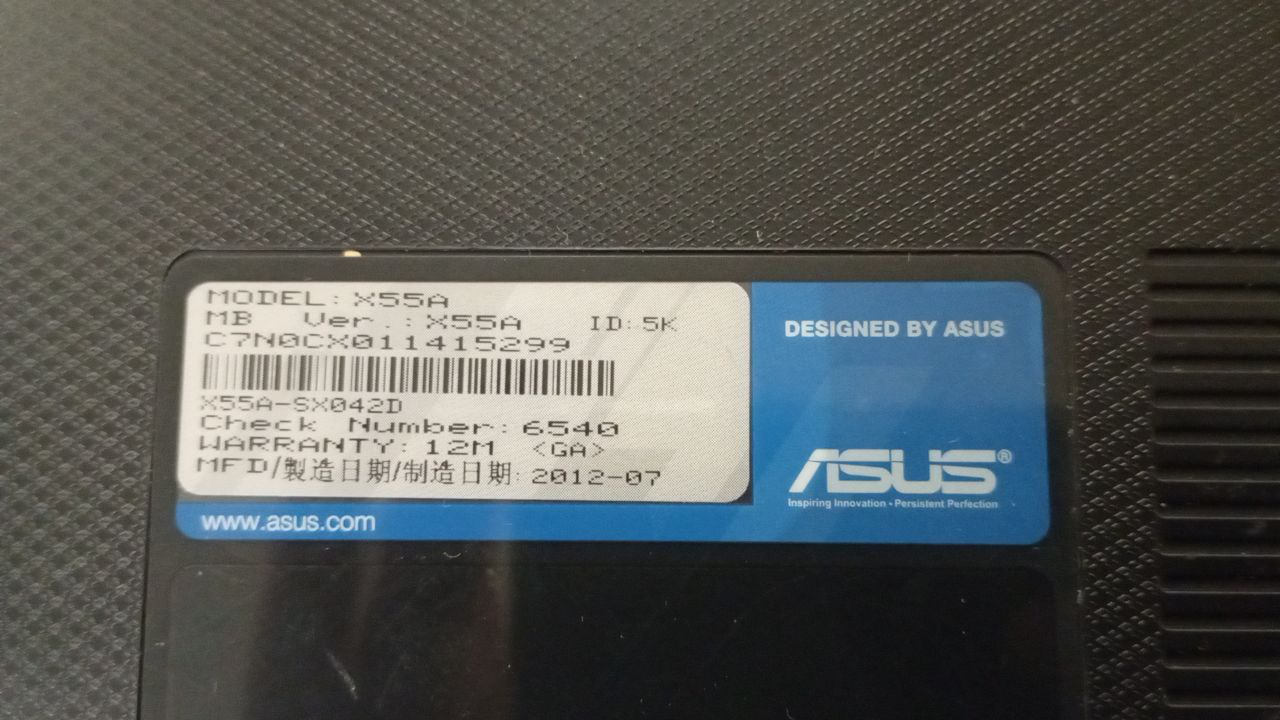 MODEL: X55A
MB Ver.: X55A ID: 5K
C7N0CX011415299
X55A-SX042D
Check Number: 6540
WARRANTY: 12M <GA>
MFD/製造日期/制造日期: 2012-07
www.asus.com
DESIGNED BY ASUS
ASUS®
Inspiring Innovation • Persistent Perfection